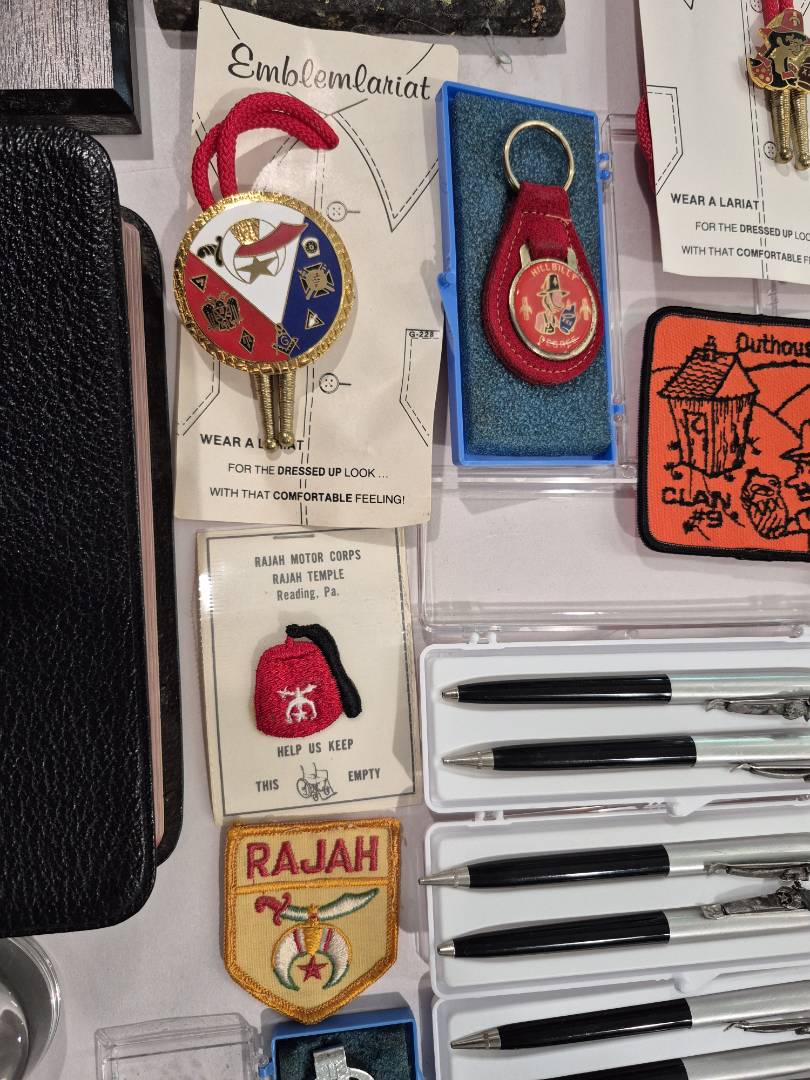 Emblemlariat
G-228
WEAR A LARIAT
FOR THE DRESSED UP LOOK ...
WITH THAT COMFORTABLE FEELING!
HILLBILLY
DEGREE
WEAR A LARIAT
FOR THE DRESSED UP LOO
WITH THAT COMFORTABLE F
Outhous
CLAN
#9
RAJAH MOTOR CORPS
RAJAH TEMPLE
Reading, Pa.
HELP US KEEP
THIS EMPTY
RAJAH